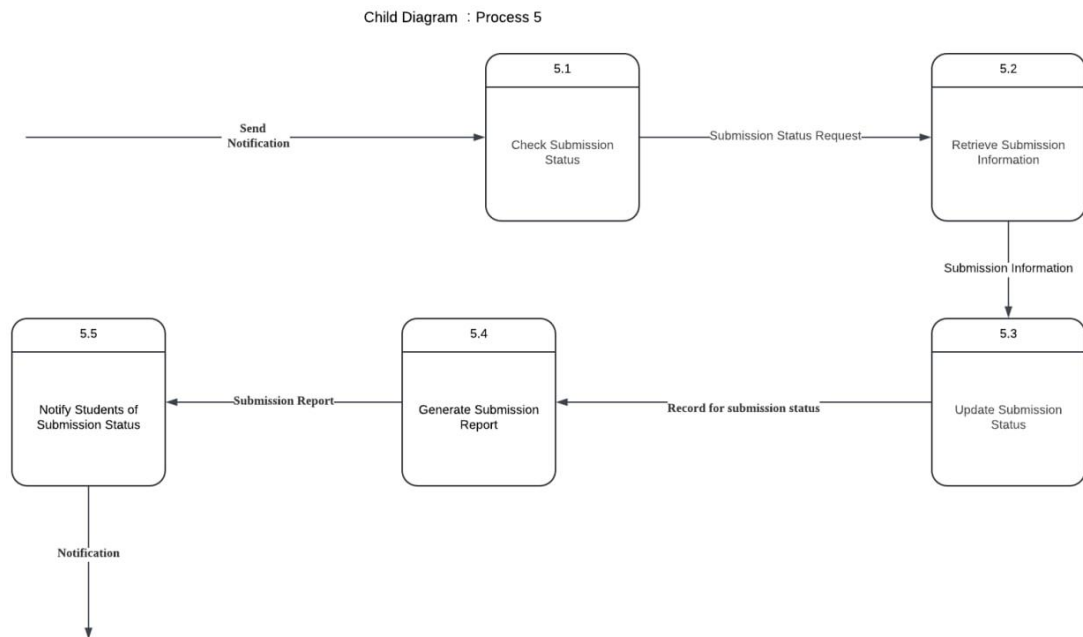 Child Diagram : Process 5
5.1
Check Submission
Status
5.2
Retrieve Submission
Information
Send
Notification
Submission Status Request
Submission Information
5.3
Update Submission
Status
Record for submission status
5.4
Generate Submission
Report
Submission Report
5.5
Notify Students of
Submission Status
Notification